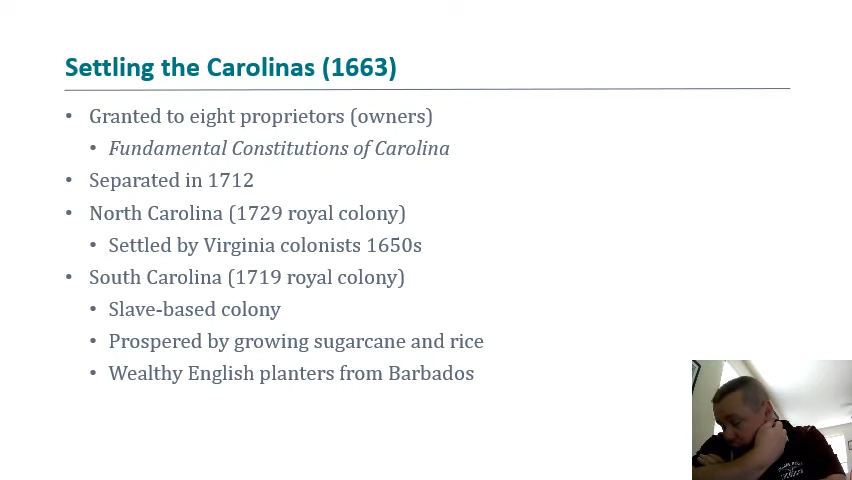 Settling the Carolinas (1663)
• Granted to eight proprietors (owners)
• Fundamental Constitutions of Carolina
• Separated in 1712
• North Carolina (1729 royal colony)
• Settled by Virginia colonists 1650s
• South Carolina (1719 royal colony)
• Slave-based colony
• Prospered by growing sugarcane and rice
• Wealthy English planters from Barbados